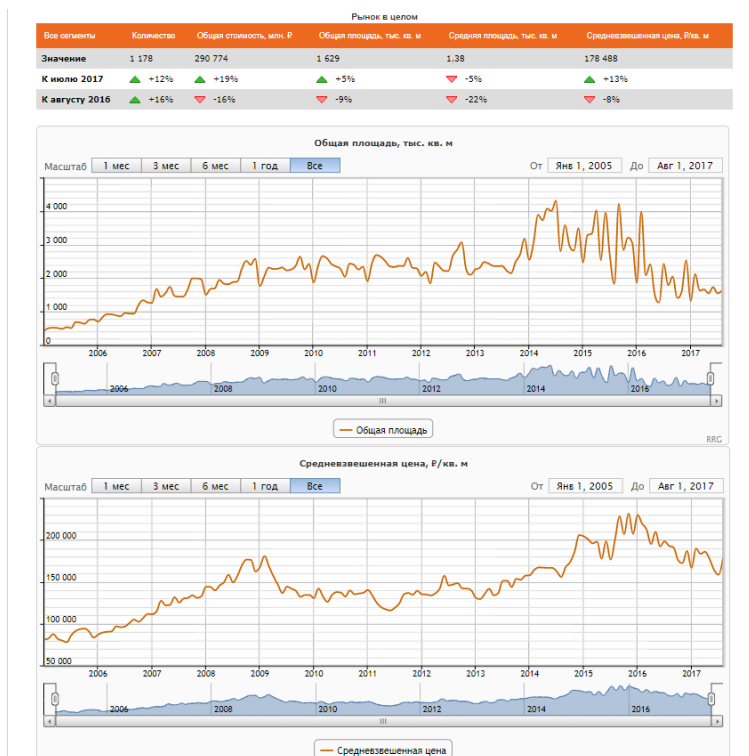 Рынок в целом
Все сегменты Количество Общая стоимость, млн. ₽ Общая площадь, тыс. кв. м Средняя площадь, тыс. кв. м Средневзвешенная цена, ₽/кв. м
Значение 1 178 290 774 1 629 1.38 178 488
К июлю 2017 +12% +19% +5% -5% +13%
К августу 2016 +16% -16% -9% -22% -8%
Общая площадь, тыс. кв. м
Масштаб 1 мес 3 мес 6 мес 1 год Все От Янв 1, 2005 До Авг 1, 2017
4 000
3 000
2 000
1 000
0
2006 2007 2008 2009 2010 2011 2012 2013 2014 2015 2016 2017
2006 2008 2010 2012 2014 2016
Общая площадь
RRG
Средневзвешенная цена, ₽/кв. м
Масштаб 1 мес 3 мес 6 мес 1 год Все От Янв 1, 2005 До Авг 1, 2017
200 000
150 000
100 000
50 000
2006 2007 2008 2009 2010 2011 2012 2013 2014 2015 2016 2017
2006 2008 2010 2012 2014 2016
Средневзвешенная цена